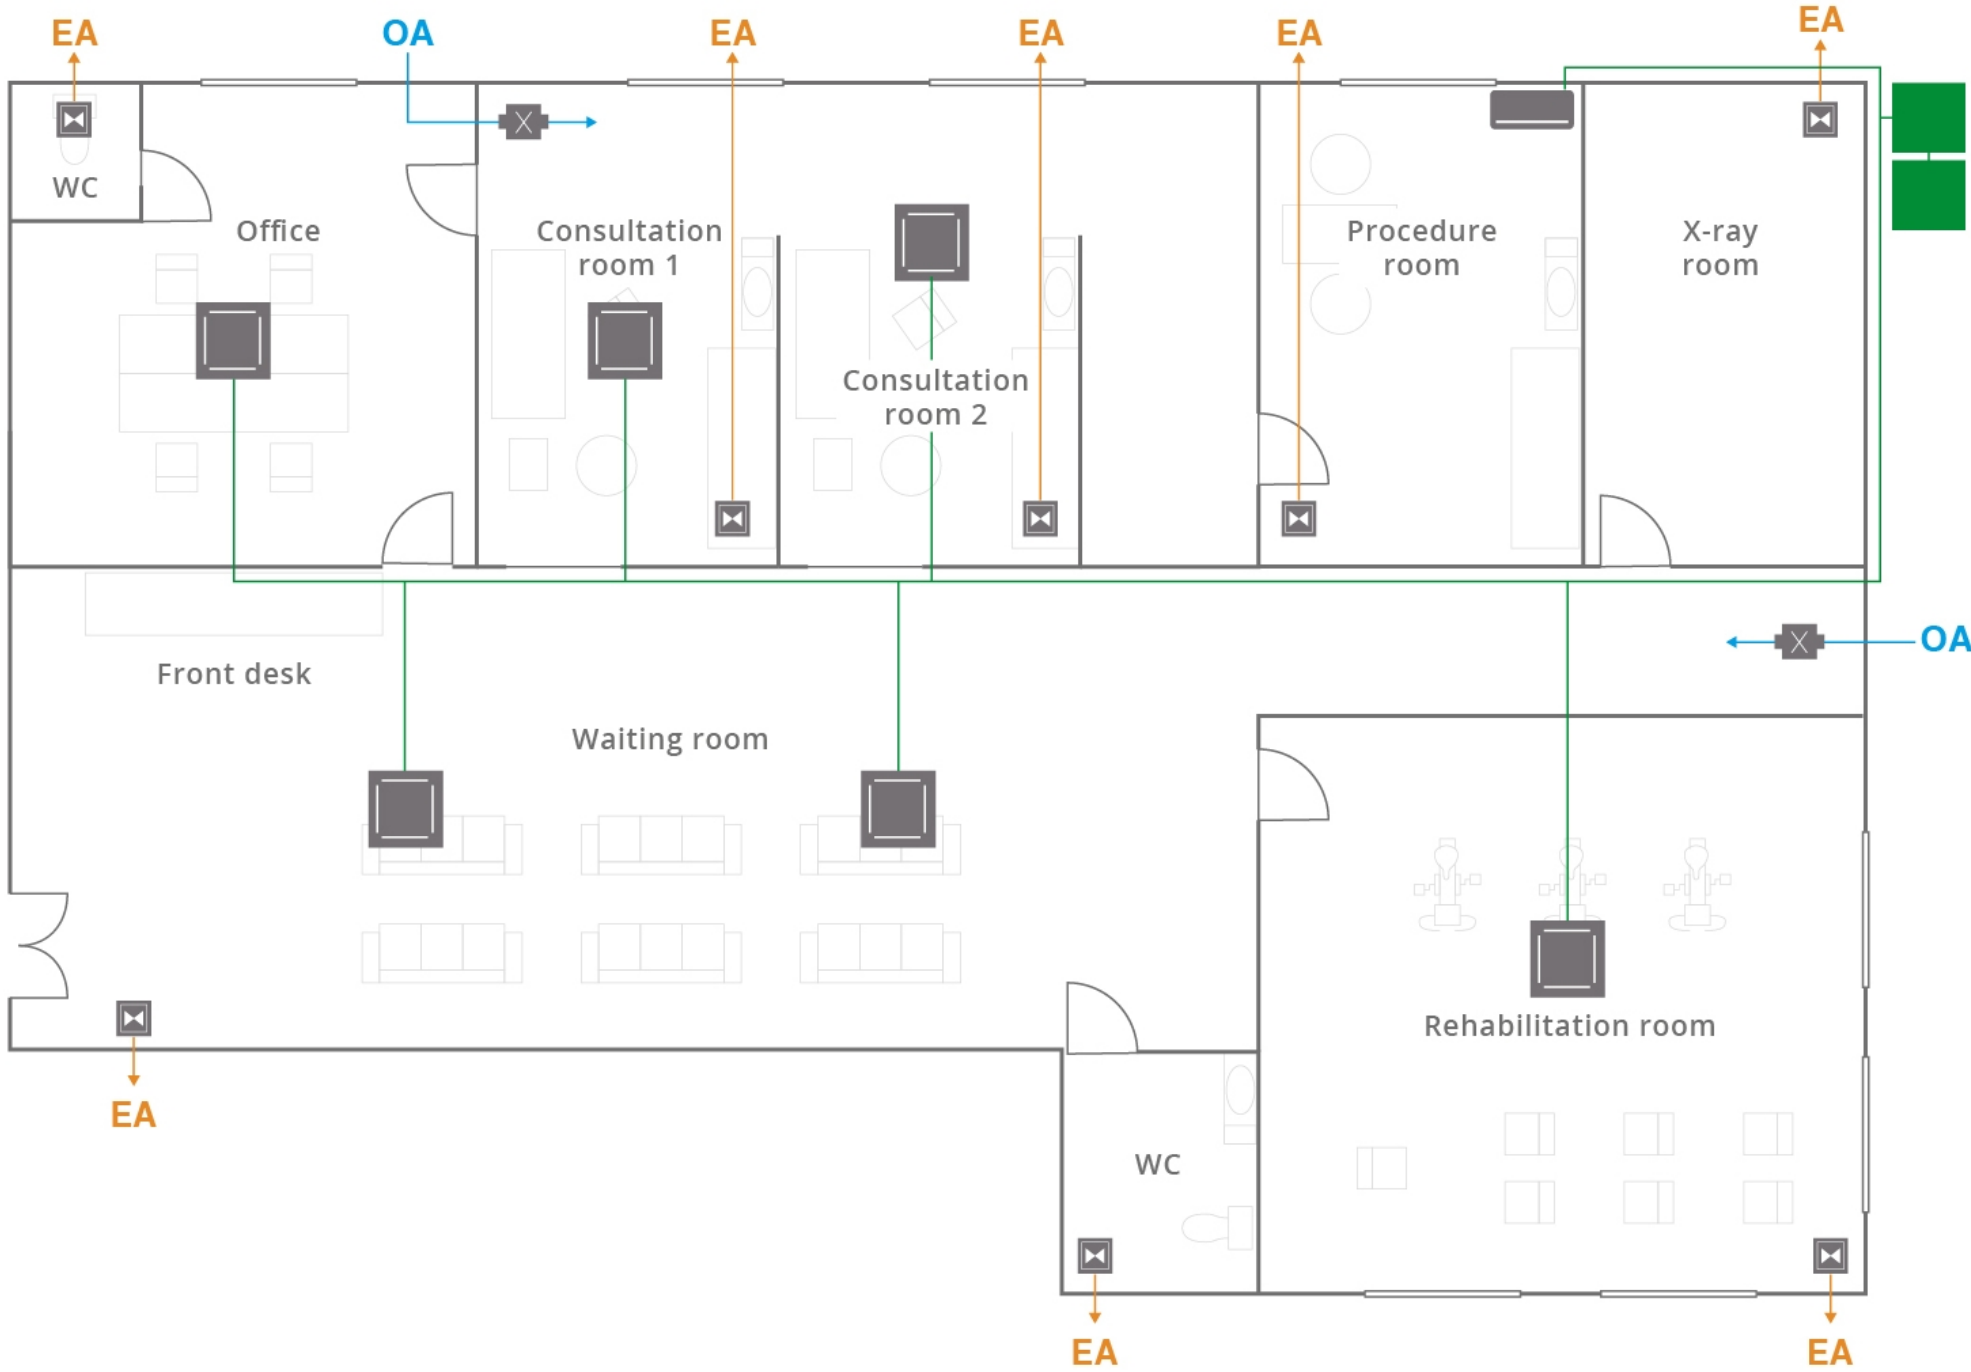 EA
OA
EA
EA
EA
EA
WC
Office
Consultation
room 1
Procedure
room
X-ray
room
Consultation
room 2
OA
Front desk
Waiting room
Rehabilitation room
EA
WC
EA
EA